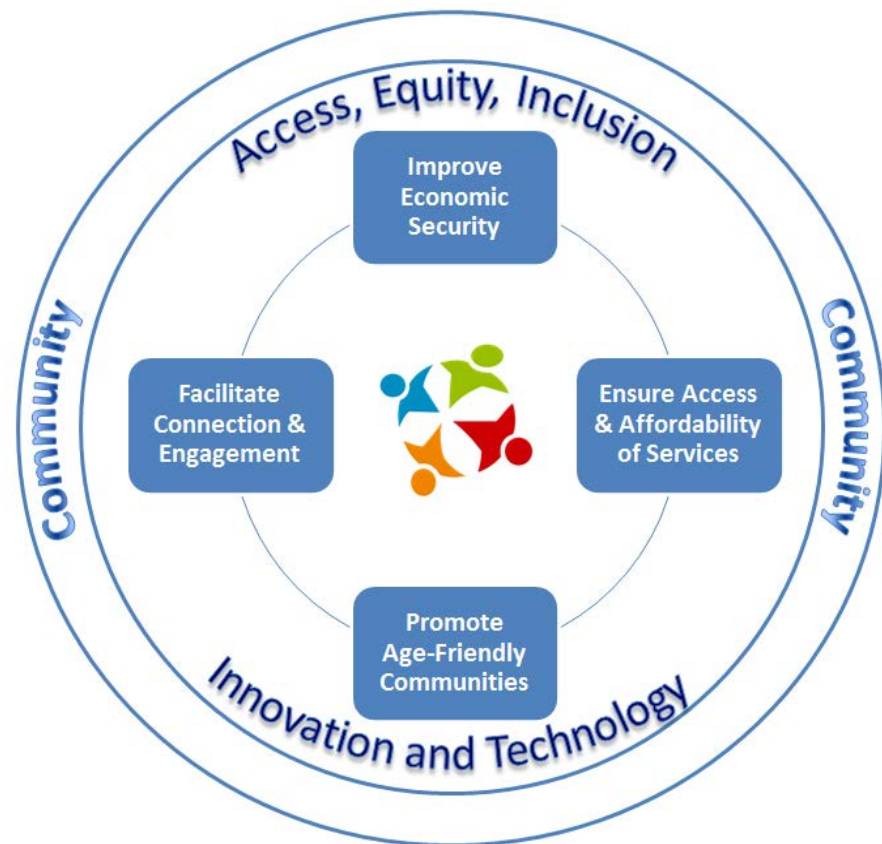 Access, Equity, Inclusion
Improve
Economic
Security
Community
Community
Facilitate
Connection &
Engagement
Ensure Access
& Affordability
of Services
Promote
Age-Friendly
Communities
Innovation and Technology